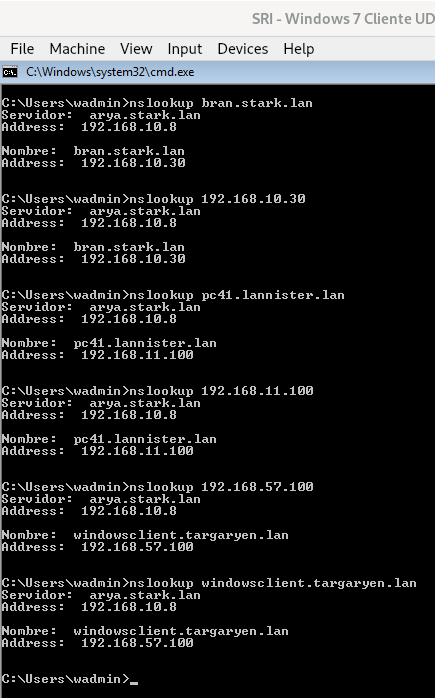 SRI - Windows 7 Cliente UD
File Machine View Input Devices Help
C:\Windows\system32\cmd.exe
C:\Users\wadmin>nslookup bran.stark.lan
Servidor:  arya.stark.lan
Address:  192.168.10.8
Nombre:  bran.stark.lan
Address:  192.168.10.30
C:\Users\wadmin>nslookup 192.168.10.30
Servidor:  arya.stark.lan
Address:  192.168.10.8
Nombre:  bran.stark.lan
Address:  192.168.10.30
C:\Users\wadmin>nslookup pc41.lannister.lan
Servidor:  arya.stark.lan
Address:  192.168.10.8
Nombre:  pc41.lannister.lan
Address:  192.168.11.100
C:\Users\wadmin>nslookup 192.168.11.100
Servidor:  arya.stark.lan
Address:  192.168.10.8
Nombre:  pc41.lannister.lan
Address:  192.168.11.100
C:\Users\wadmin>nslookup 192.168.57.100
Servidor:  arya.stark.lan
Address:  192.168.10.8
Nombre:  windowsclient.targaryen.lan
Address:  192.168.57.100
C:\Users\wadmin>nslookup windowsclient.targaryen.lan
Servidor:  arya.stark.lan
Address:  192.168.10.8
Nombre:  windowsclient.targaryen.lan
Address:  192.168.57.100
C:\Users\wadmin>_